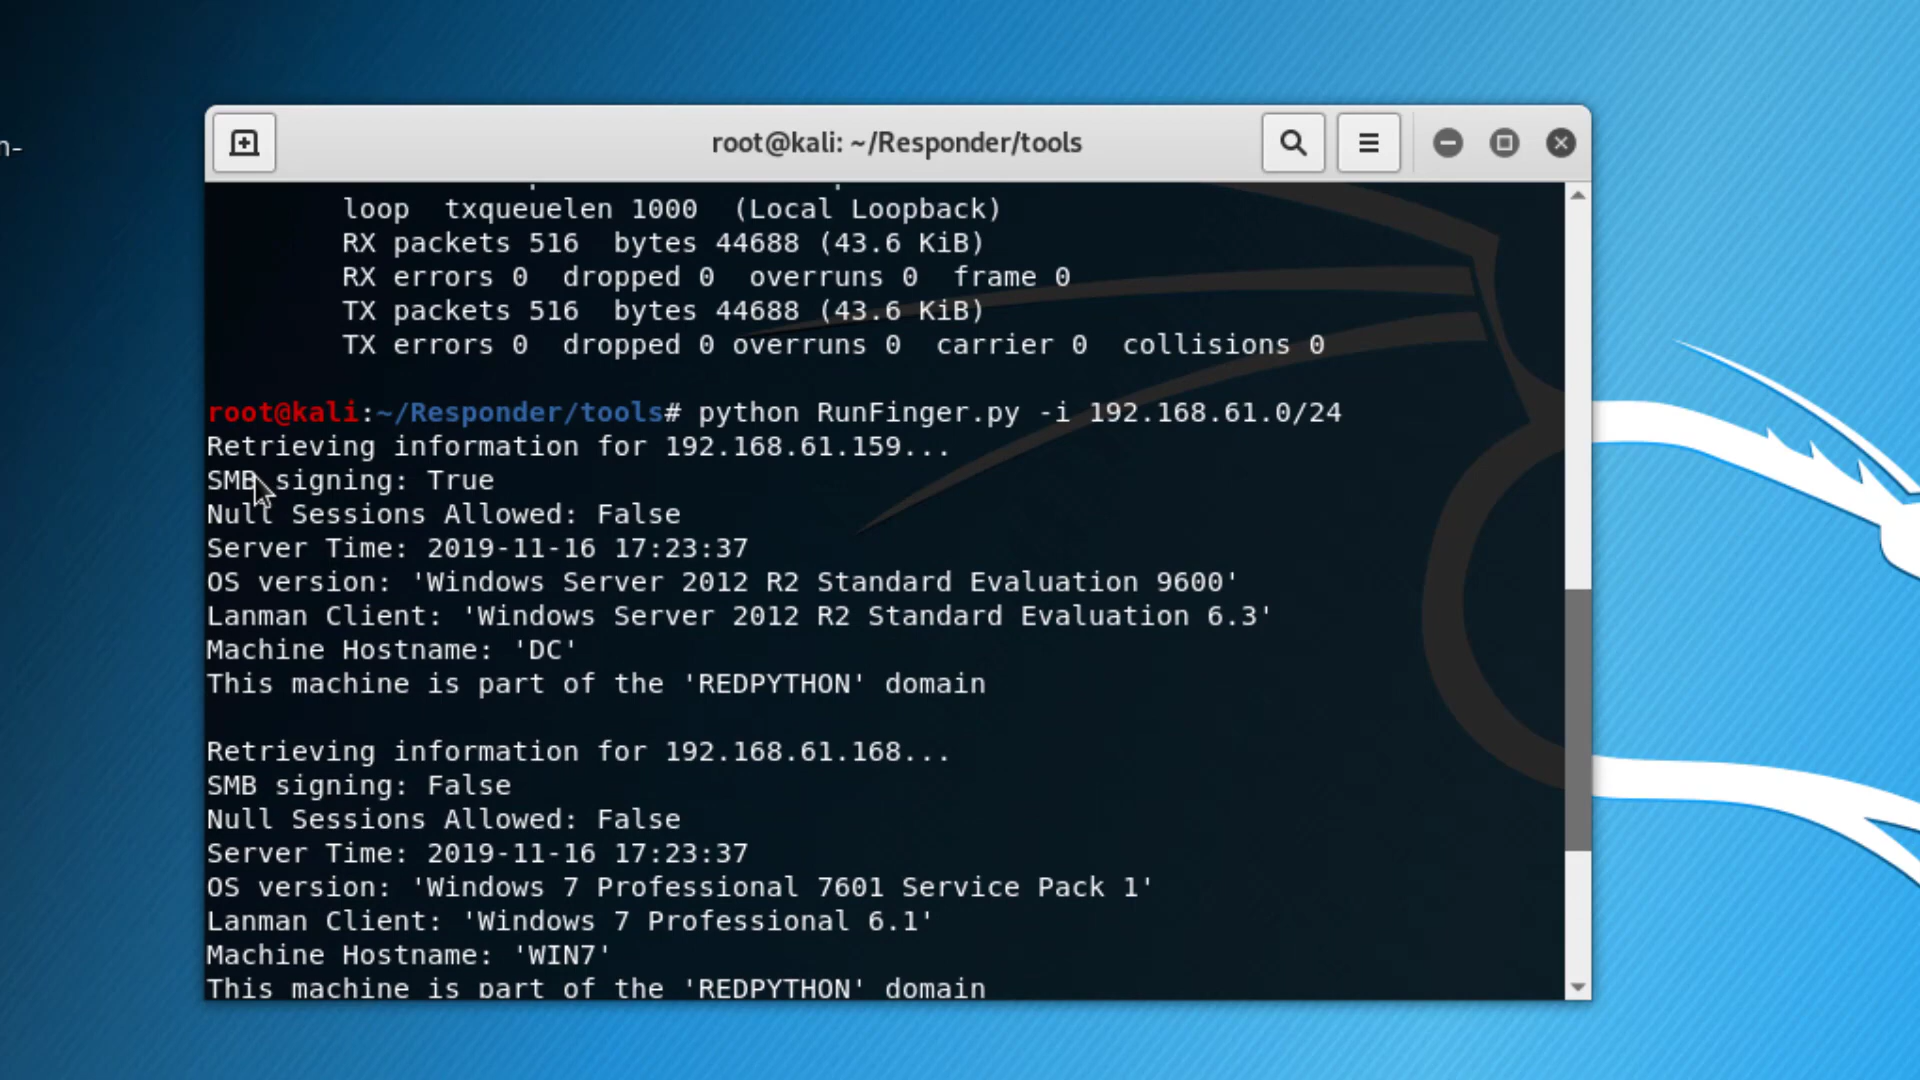 n-
root@kali: ~/Responder/tools
loop  txqueuelen 1000  (Local Loopback)
RX packets 516  bytes 44688 (43.6 KiB)
RX errors 0  dropped 0  overruns 0  frame 0
TX packets 516  bytes 44688 (43.6 KiB)
TX errors 0  dropped 0 overruns 0  carrier 0  collisions 0
root@kali:~/Responder/tools# python RunFinger.py -i 192.168.61.0/24
Retrieving information for 192.168.61.159...
SMB signing: True
Null Sessions Allowed: False
Server Time: 2019-11-16 17:23:37
OS version: 'Windows Server 2012 R2 Standard Evaluation 9600'
Lanman Client: 'Windows Server 2012 R2 Standard Evaluation 6.3'
Machine Hostname: 'DC'
This machine is part of the 'REDPYTHON' domain
Retrieving information for 192.168.61.168...
SMB signing: False
Null Sessions Allowed: False
Server Time: 2019-11-16 17:23:37
OS version: 'Windows 7 Professional 7601 Service Pack 1'
Lanman Client: 'Windows 7 Professional 6.1'
Machine Hostname: 'WIN7'
This machine is part of the 'REDPYTHON' domain